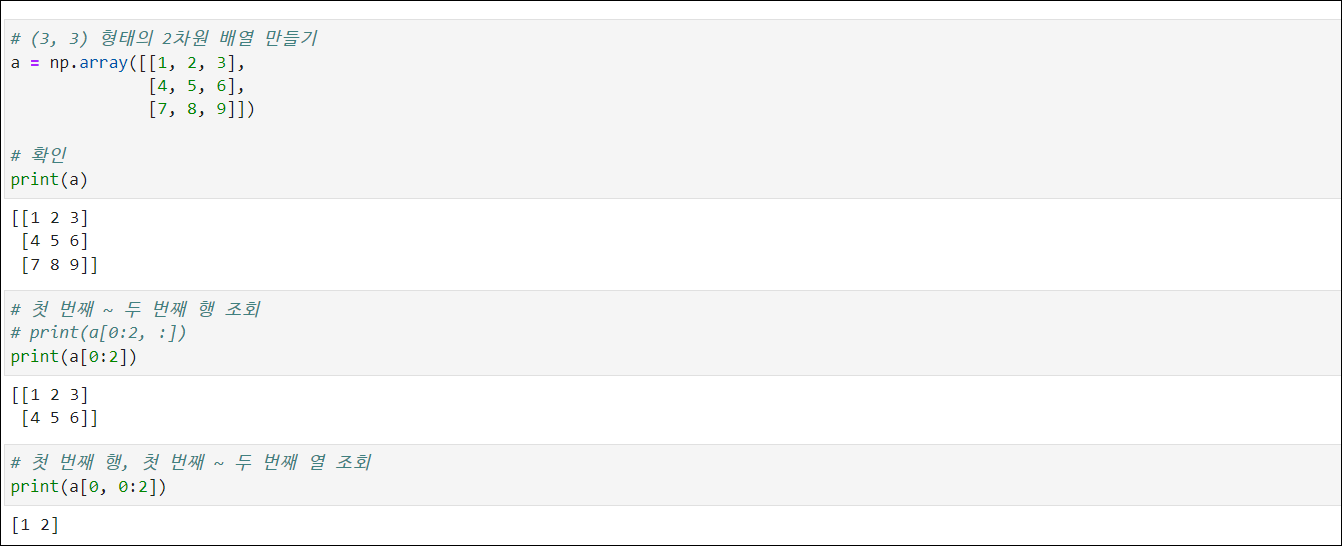 # (3, 3) 형태의 2차원 배열 만들기
a = np.array([[1, 2, 3],
              [4, 5, 6],
              [7, 8, 9]])
# 확인
print(a)
[[1 2 3]
 [4 5 6]
 [7 8 9]]
# 첫 번째 ~ 두 번째 행 조회
# print(a[0:2, :])
print(a[0:2])
[[1 2 3]
 [4 5 6]]
# 첫 번째 행, 첫 번째 ~ 두 번째 열 조회
print(a[0, 0:2])
[1 2]